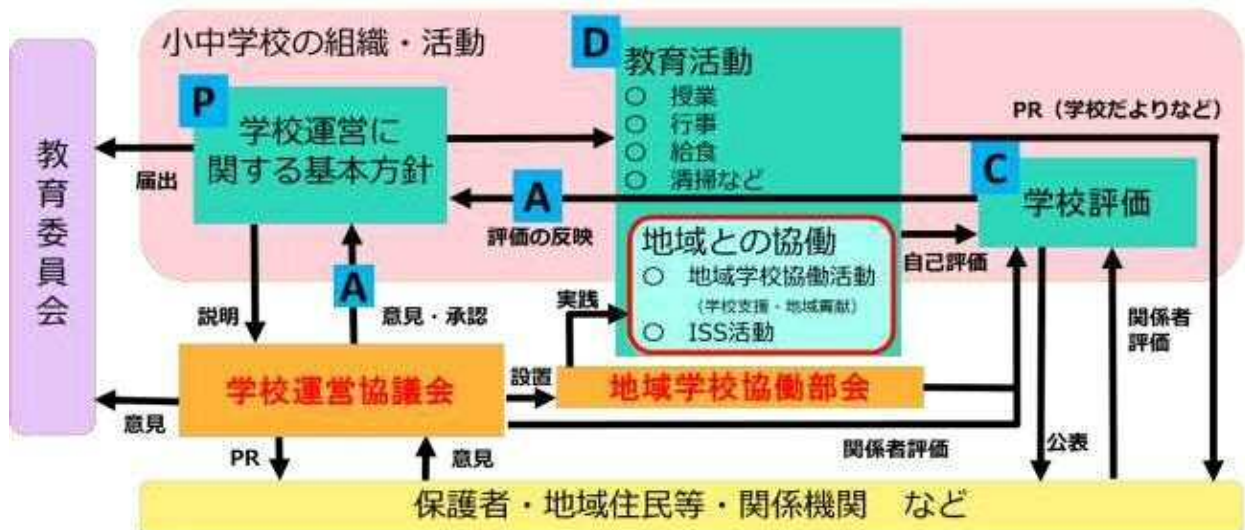 小中学校の組織・活動
教育委員会
P
学校運営に
関する基本方針
届出
D
教育活動
○ 授業
○ 行事
○ 給食
○ 清掃など
PR(学校だよりなど)
C
学校評価
A
評価の反映
地域との協働
○ 地域学校協働活動
(学校支援・地域貢献)
○ ISS活動
自己評価
説明
A
意見・承認
実践
関係者
評価
学校運営協議会
設置
地域学校協働部会
意見
PR
意見
関係者評価
公表
保護者・地域住民等・関係機関 など